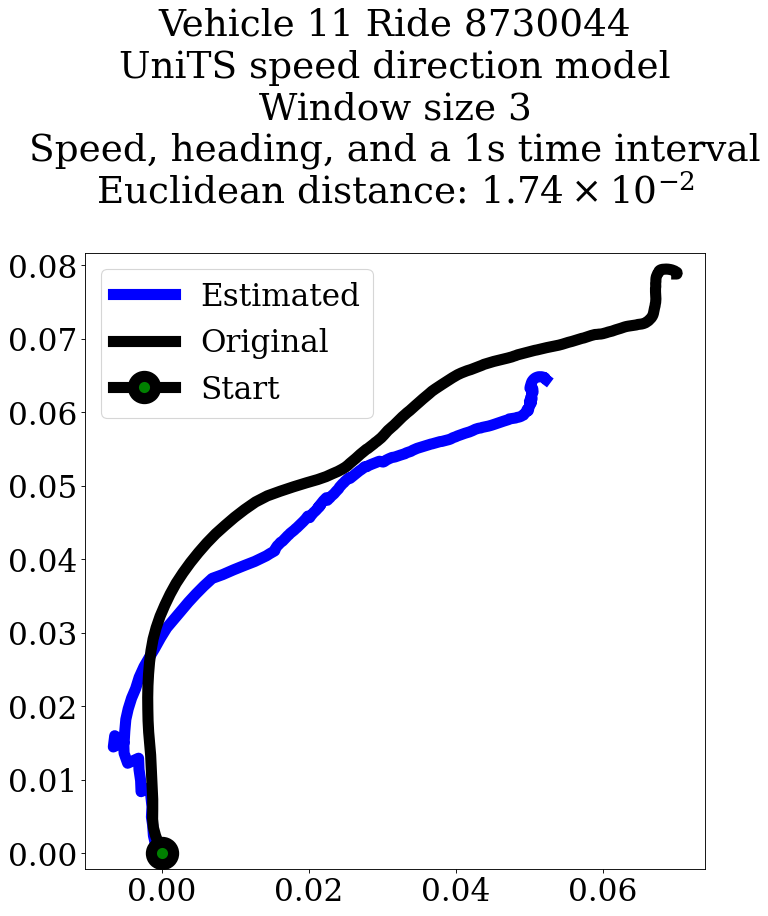 Vehicle 11 Ride 8730044
UniTS speed direction model
Window size 3
Speed, heading, and a 1s time interval
Euclidean distance: 1.74 × 10⁻²
0.08
0.07
0.06
0.05
0.04
0.03
0.02
0.01
0.00
Estimated
Original
Start
0.00 0.02 0.04 0.06